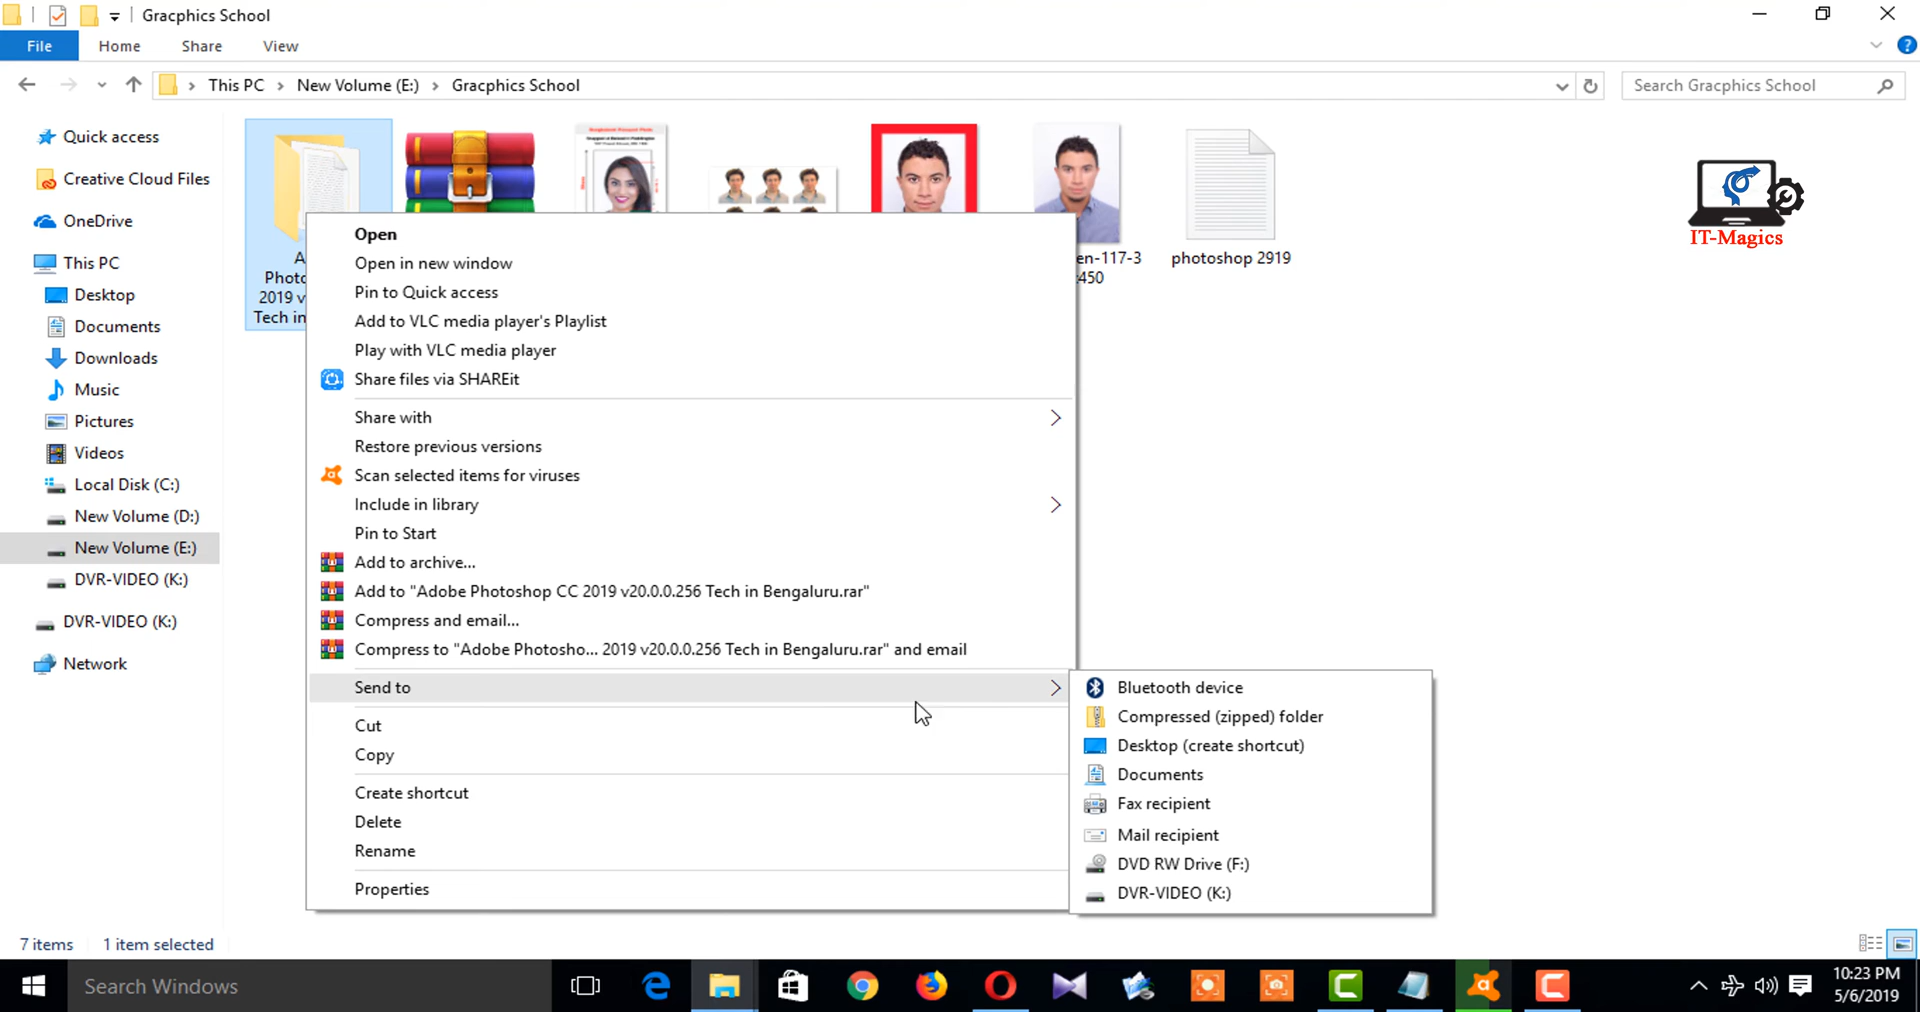 Gracphics School
File Home Share View
This PC New Volume (E:) Gracphics School
Search Gracphics School
Quick access
Creative Cloud Files
OneDrive
This PC
Desktop
Documents
Downloads
Music
Pictures
Videos
Local Disk (C:)
New Volume (D:)
New Volume (E:)
DVR-VIDEO (K:)
DVR-VIDEO (K:)
Network
A
Photo
2019 v
Tech in
en-117-3
450
photoshop 2919
IT-Magics
Open
Open in new window
Pin to Quick access
Add to VLC media player's Playlist
Play with VLC media player
Share files via SHAREit
Share with
Restore previous versions
Scan selected items for viruses
Include in library
Pin to Start
Add to archive...
Add to "Adobe Photoshop CC 2019 v20.0.0.256 Tech in Bengaluru.rar"
Compress and email...
Compress to "Adobe Photosho... 2019 v20.0.0.256 Tech in Bengaluru.rar" and email
Send to
Cut
Copy
Create shortcut
Delete
Rename
Properties
Bluetooth device
Compressed (zipped) folder
Desktop (create shortcut)
Documents
Fax recipient
Mail recipient
DVD RW Drive (F:)
DVR-VIDEO (K:)
7 items 1 item selected
Search Windows
10:23 PM
5/6/2019